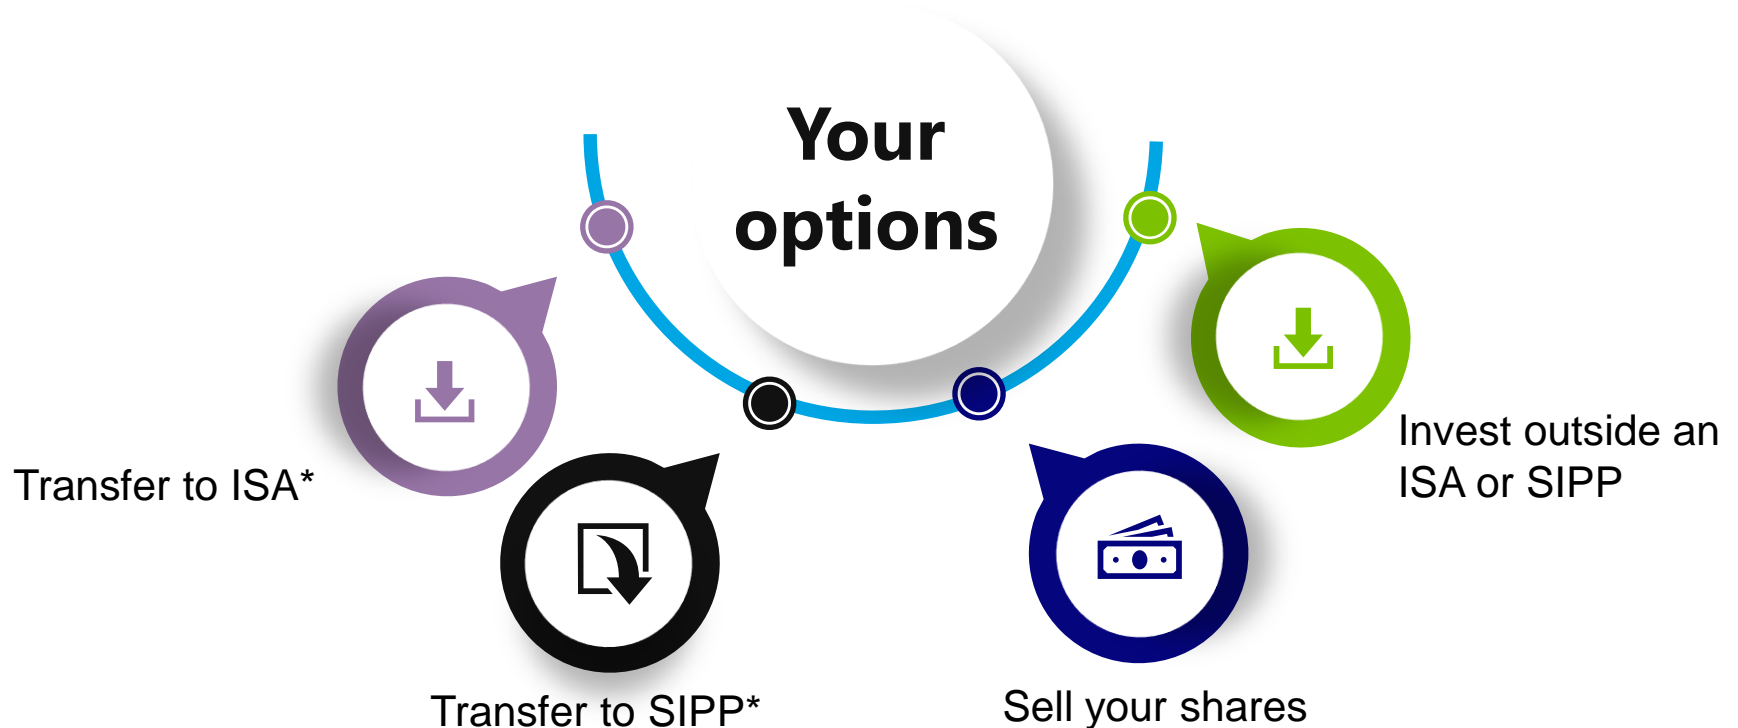 Your
options
Transfer to ISA*
Transfer to SIPP*
Sell your shares
Invest outside an
ISA or SIPP